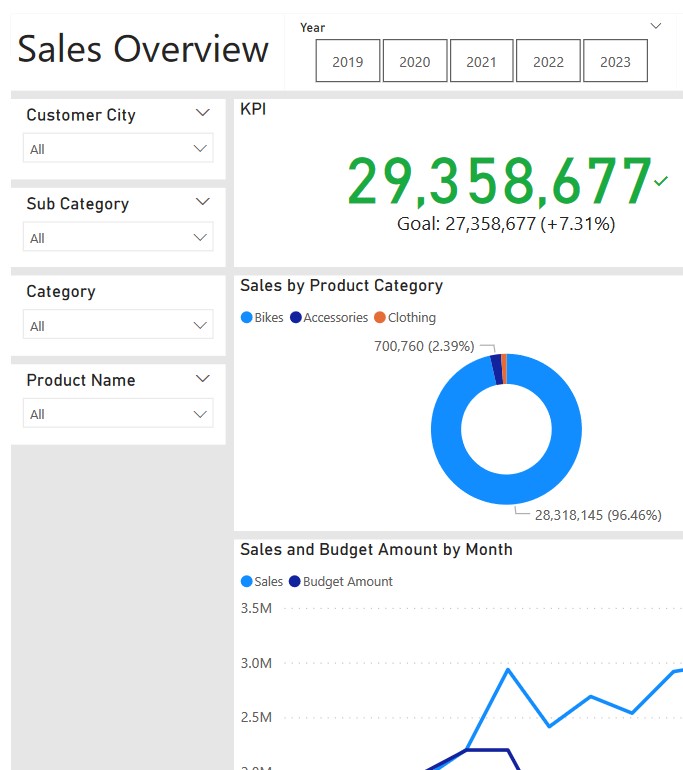 Sales Overview
Year
2019 2020 2021 2022 2023
Customer City
All
Sub Category
All
Category
All
Product Name
All
KPI
29,358,677
Goal: 27,358,677 (+7.31%)
Sales by Product Category
Bikes Accessories Clothing
700,760 (2.39%)
28,318,145 (96.46%)
Sales and Budget Amount by Month
Sales Budget Amount
3.5M
3.0M
2.5M